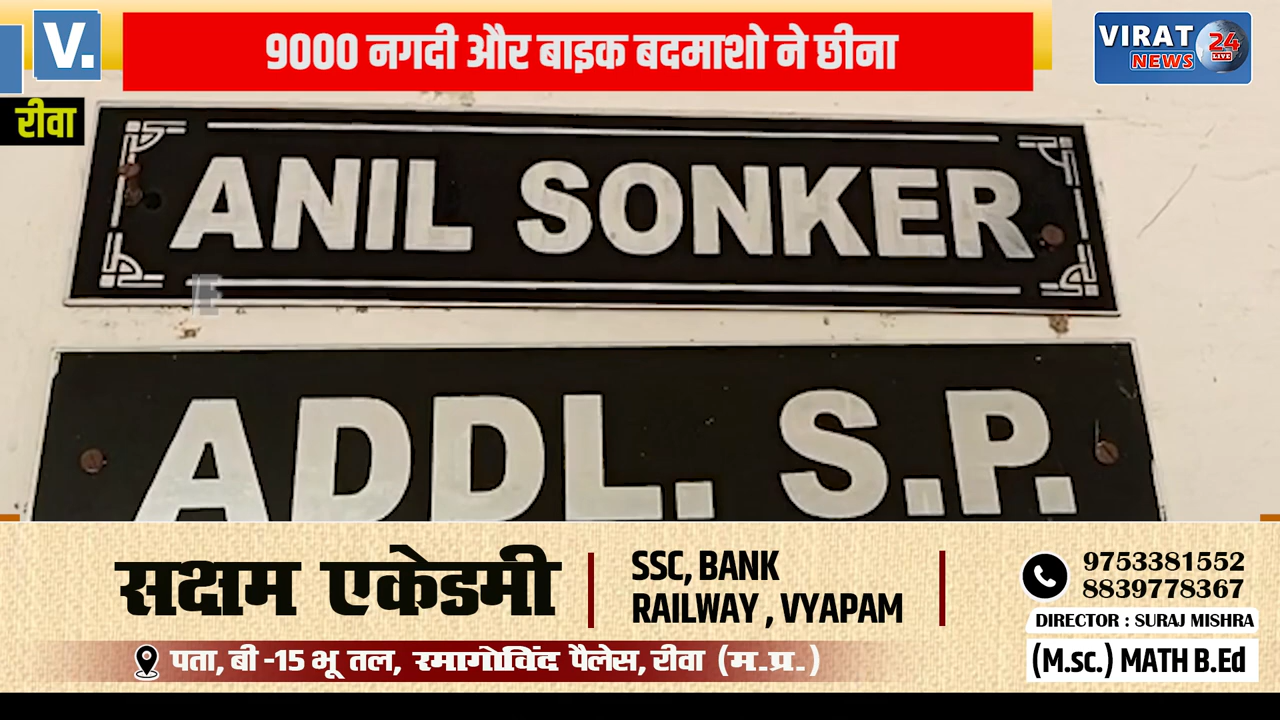 V.
9000 नगदी और बाइक बदमाशो ने छीना
VIRAT
NEWS
24
LIVE
रीवा
ANIL SONKER
E
ADDL. S.P.
सक्षम एकेडमी
SSC, BANK
RAILWAY , VYAPAM
9753381552
8839778367
DIRECTOR : SURAJ MISHRA
(M.sc.) MATH B.Ed
पता, बी -15 भू तल, रमागोविंद पैलेस, रीवा (म.प्र.)